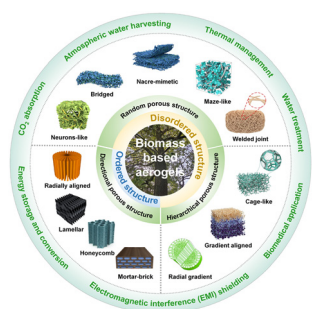 Atmospheric water harvesting
Thermal management
Water treatment
Biomedical application
Electromagnetic interference (EMI) shielding
Energy storage and conversion
CO₂ absorption
Nacre-mimetic
Bridged
Maze-like
Neurons-like
Welded joint
Random porous structure
Disordered structure
Biomass
based
aerogels
Ordered structure
Directional porous structure
Hierarchical porous structure
Radially aligned
Cage-like
Lamellar
Gradient aligned
Honeycomb
Mortar-brick
Radial gradient